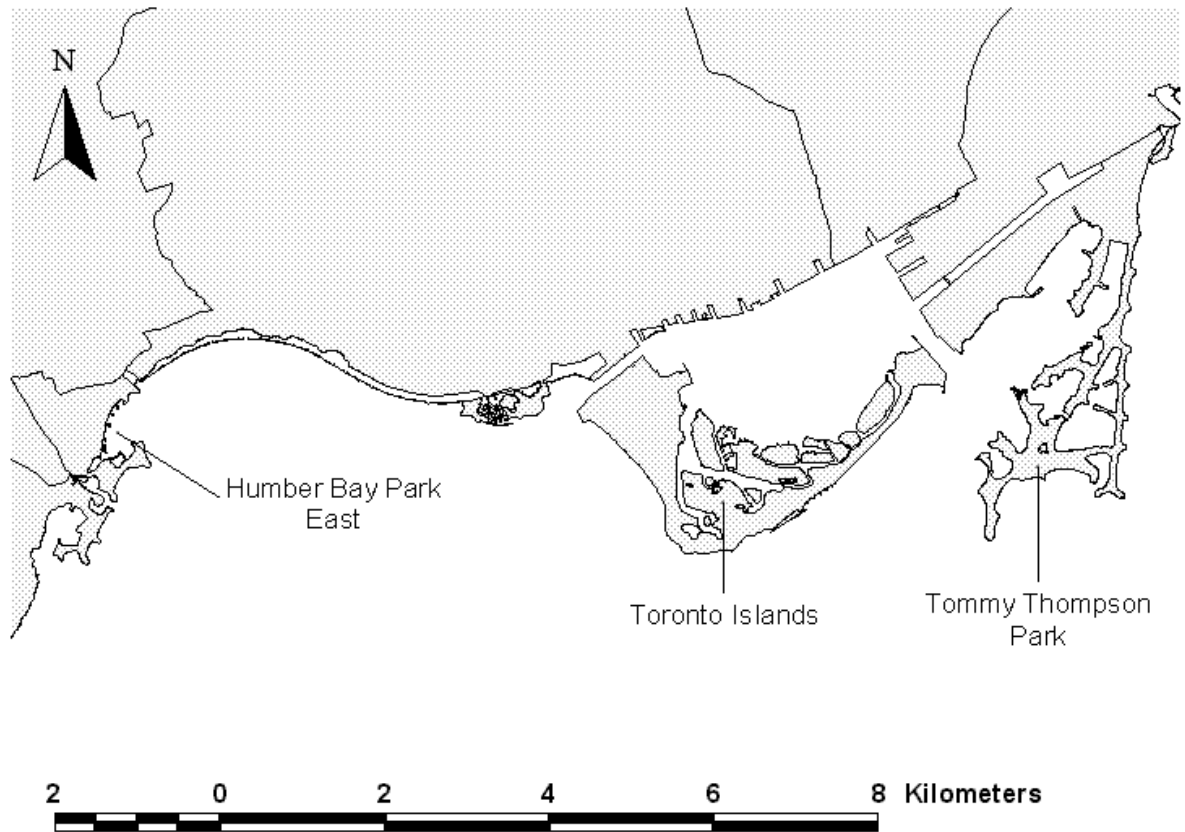 N
Humber Bay Park
East
Toronto Islands
Tommy Thompson
Park
2 0 2 4 6 8 Kilometers